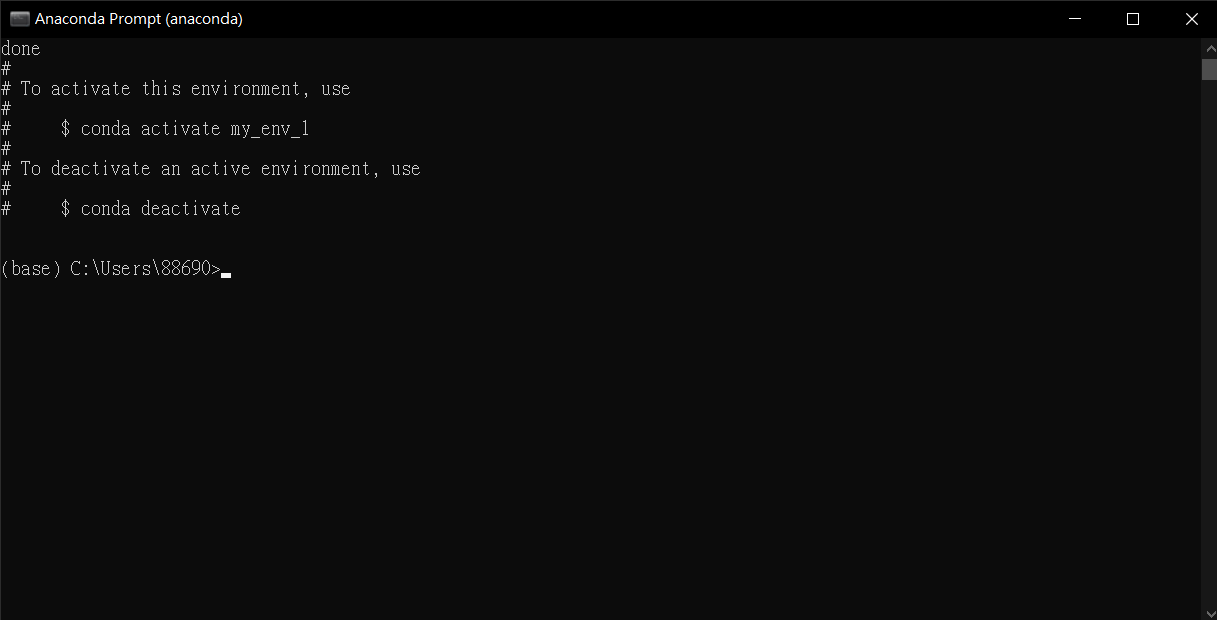 Anaconda Prompt (anaconda)
done
#
# To activate this environment, use
#
#     $ conda activate my_env_1
#
# To deactivate an active environment, use
#
#     $ conda deactivate
(base) C:\Users\88690>